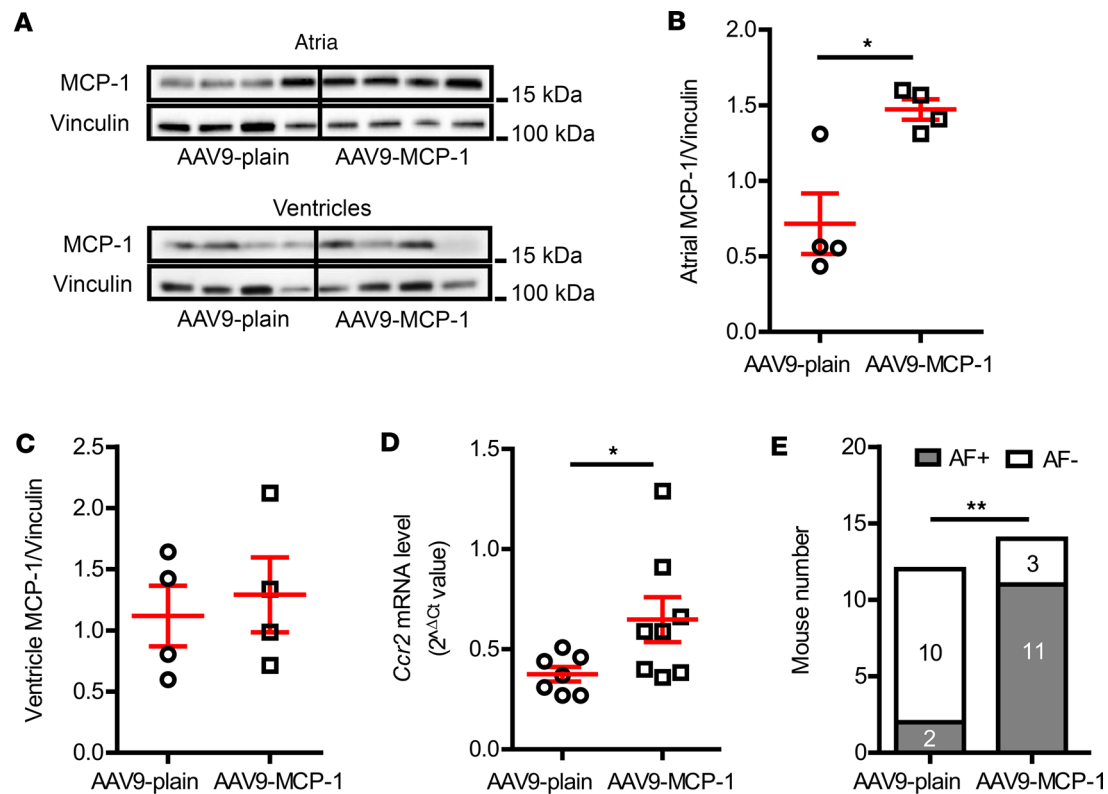 A
Atria
MCP-1
15 kDa
Vinculin
100 kDa
AAV9-plain AAV9-MCP-1
Ventricles
MCP-1
15 kDa
Vinculin
100 kDa
AAV9-plain AAV9-MCP-1
B
Atrial MCP-1/Vinculin
2.0
1.5
1.0
0.5
0.0
*
AAV9-plain AAV9-MCP-1
C
Ventricle MCP-1/Vinculin
2.5
2.0
1.5
1.0
0.5
0.0
AAV9-plain AAV9-MCP-1
D
Ccr2 mRNA level
(2^ΔΔCt value)
1.5
1.0
0.5
0.0
*
AAV9-plain AAV9-MCP-1
E
Mouse number
20
15
10
5
0
AF+ AF-
**
10
2
3
11
AAV9-plain AAV9-MCP-1